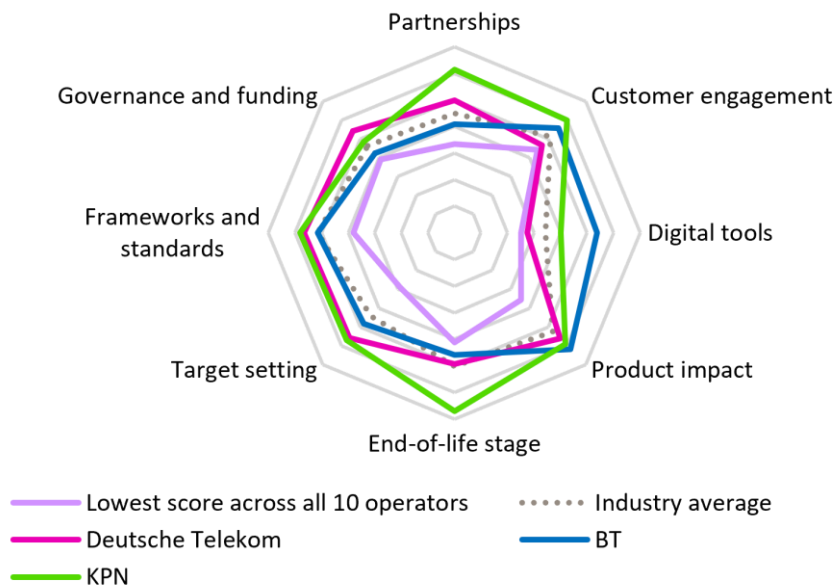 Partnerships
Governance and funding
Customer engagement
Frameworks and
standards
Digital tools
Target setting
Product impact
End-of-life stage
Lowest score across all 10 operators
Industry average
Deutsche Telekom
BT
KPN